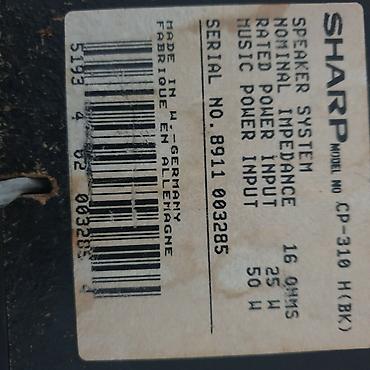 SHARP MODEL NO. CP-310 H(BK)
SPEAKER SYSTEM
NOMINAL IMPEDANCE 16 OHMS
RATED POWER INPUT 25 W
MUSIC POWER INPUT 50 W
SERIAL NO. 8911 003285
MADE IN W.-GERMANY
FABRIQUE EN ALLEMAGNE
5193 4 02 003285 4